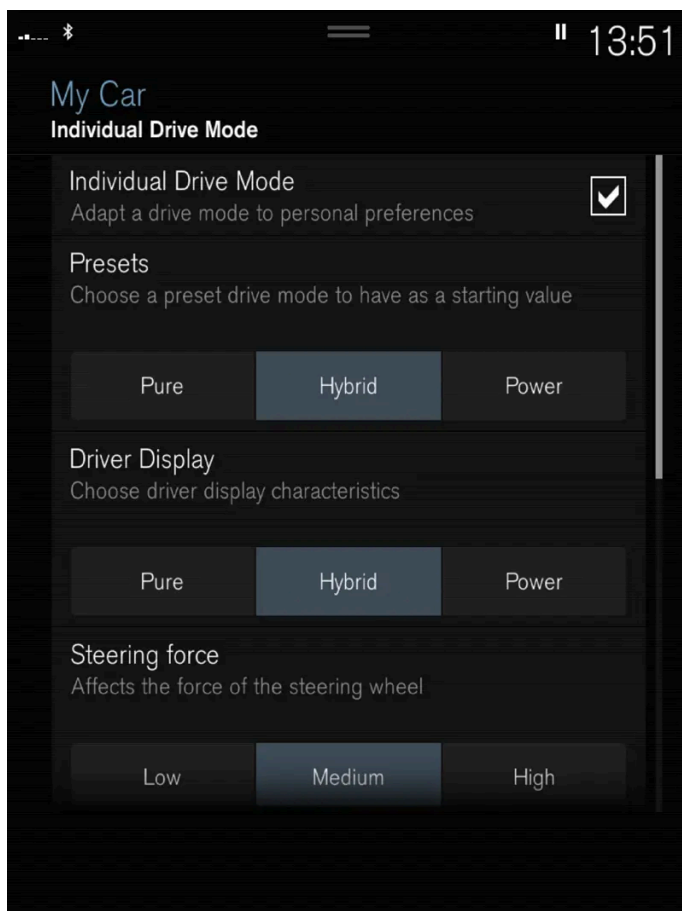 13:51
My Car
Individual Drive Mode
Individual Drive Mode
Adapt a drive mode to personal preferences
Presets
Choose a preset drive mode to have as a starting value
Pure Hybrid Power
Driver Display
Choose driver display characteristics
Pure Hybrid Power
Steering force
Affects the force of the steering wheel
Low Medium High